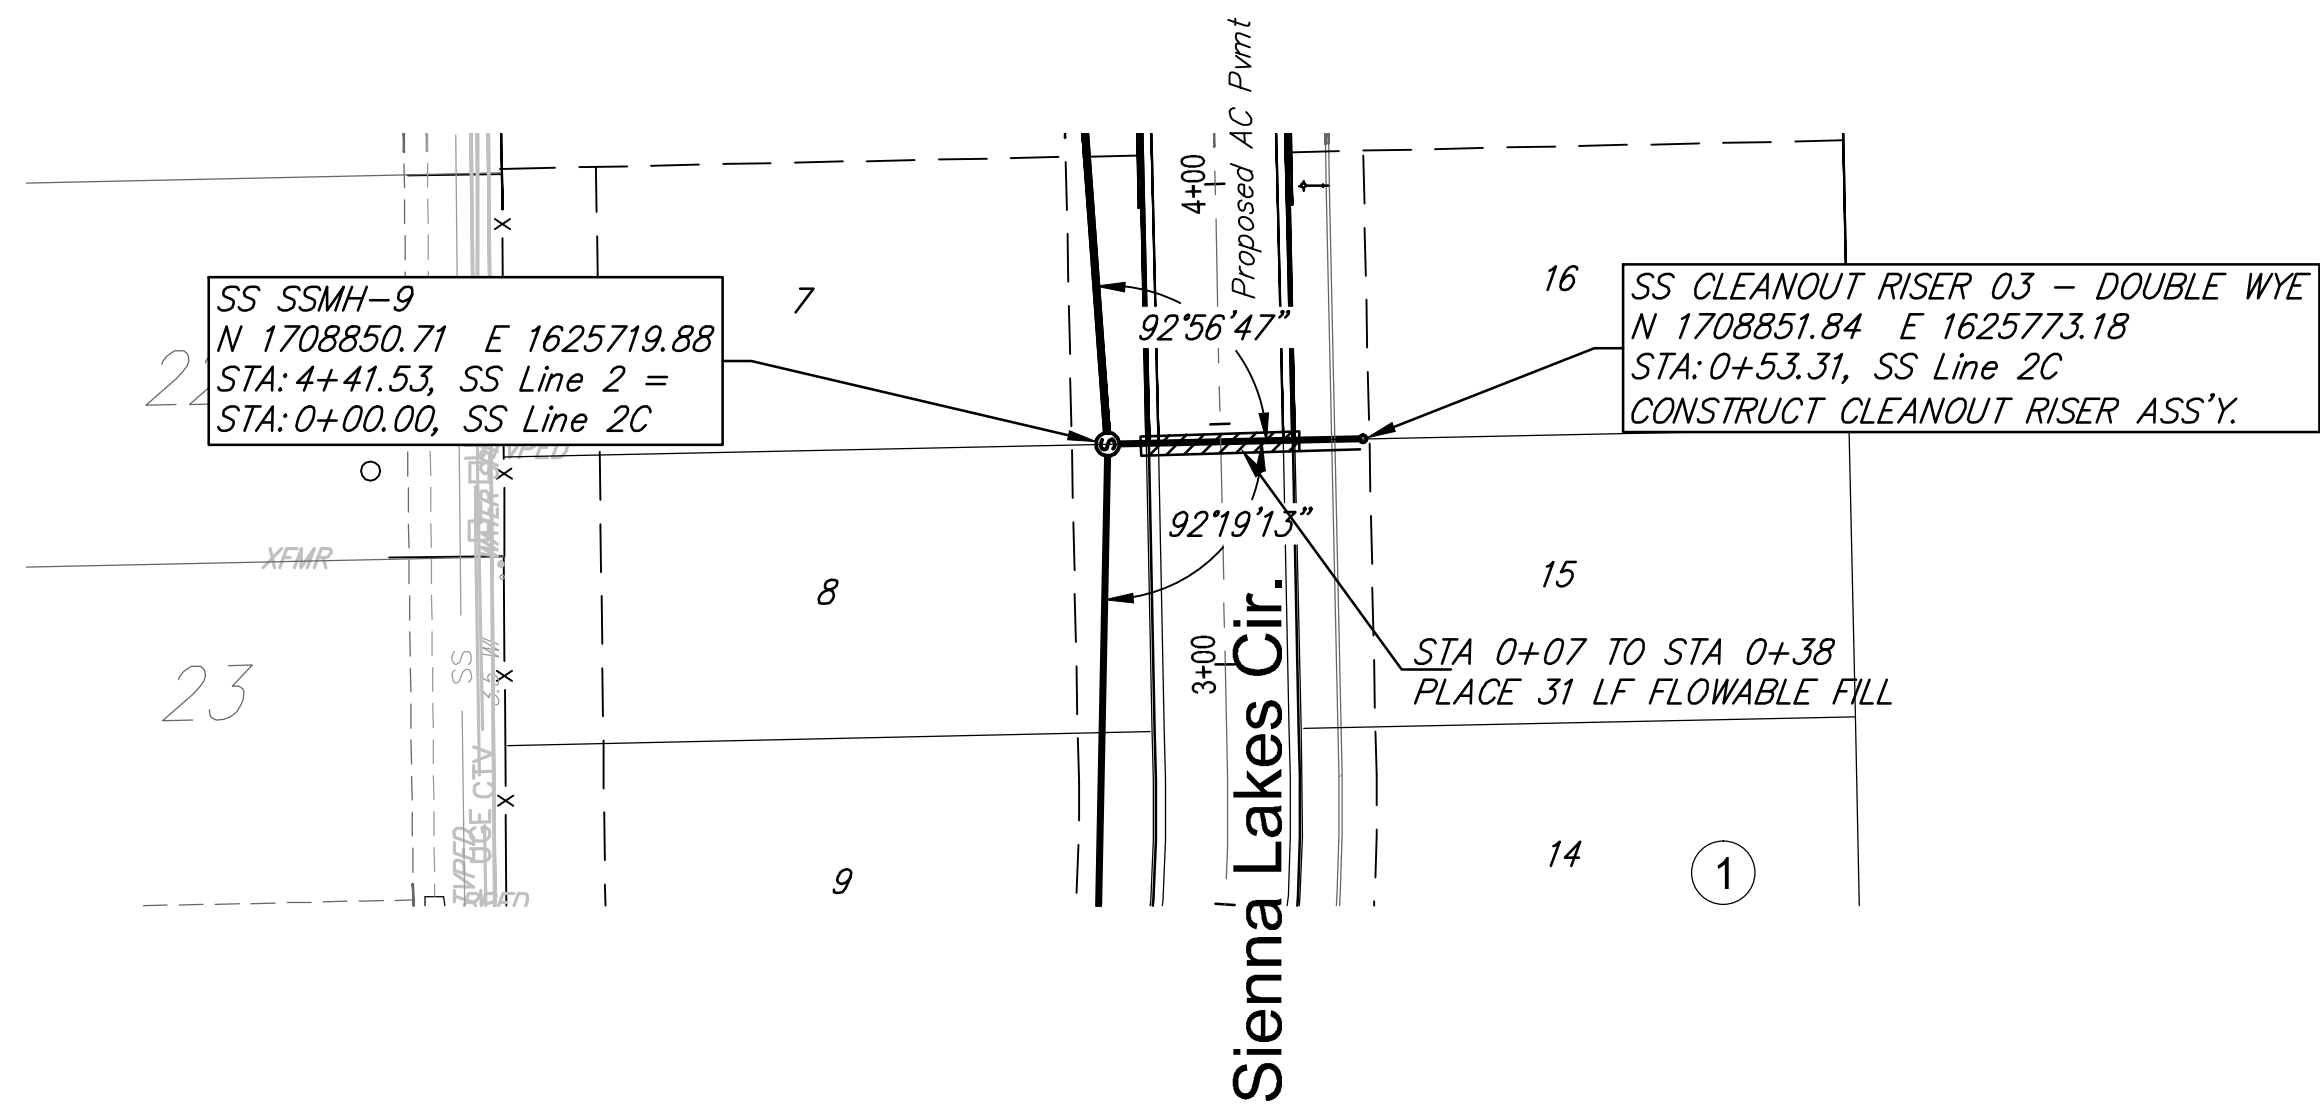 Proposed AC Pvmt
4+00
7
16
SS SSMH-9
N 1708850.71 E 1625719.88
STA: 4+41.53, SS Line 2 =
STA: 0+00.00, SS Line 2C
SS CLEANOUT RISER 03 - DOUBLE WYE
N 1708851.84 E 1625773.18
STA: 0+53.31, SS Line 2C
CONSTRUCT CLEANOUT RISER ASS'Y.
92°56'47"
X
S
X
92°19'13"
XFMR
8
15
STA 0+07 TO STA 0+38
PLACE 31 LF FLOWABLE FILL
3+00
Sienna Lakes Cir.
23
SS
X
UGE CTV
X
TVPED
9
14
1